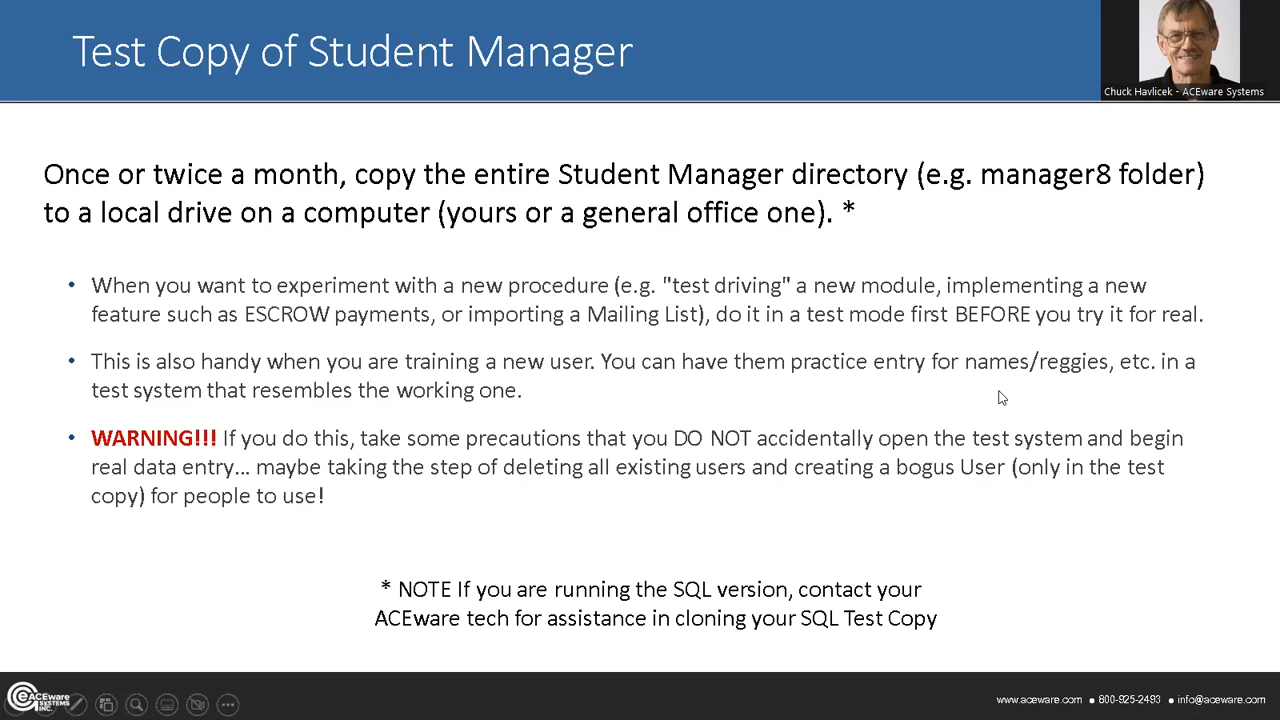 Test Copy of Student Manager
Chuck Havlicek - ACEware Systems
Once or twice a month, copy the entire Student Manager directory (e.g. manager8 folder)
to a local drive on a computer (yours or a general office one). *
• When you want to experiment with a new procedure (e.g. "test driving" a new module, implementing a new
feature such as ESCROW payments, or importing a Mailing List), do it in a test mode first BEFORE you try it for real.
• This is also handy when you are training a new user. You can have them practice entry for names/reggies, etc. in a
test system that resembles the working one.
• WARNING!!! If you do this, take some precautions that you DO NOT accidentally open the test system and begin
real data entry... maybe taking the step of deleting all existing users and creating a bogus User (only in the test
copy) for people to use!
* NOTE If you are running the SQL version, contact your
ACEware tech for assistance in cloning your SQL Test Copy
ACEware
SYSTEMS
INC.
www.aceware.com ● 800-925-2493 ● info@aceware.com